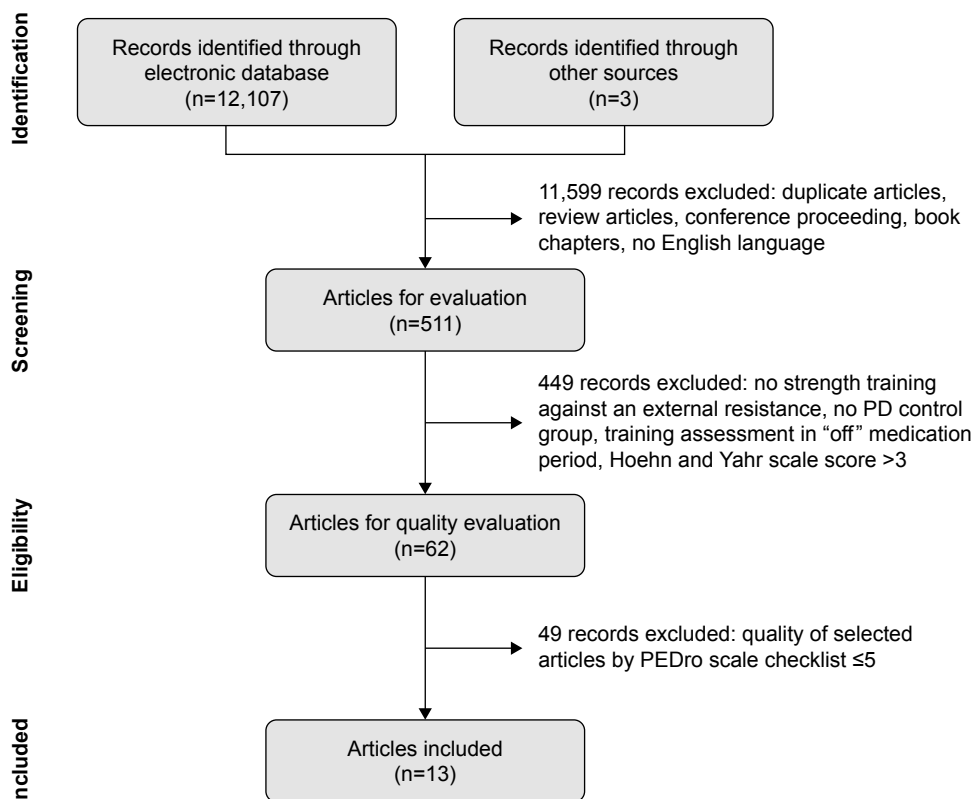 Identification
Records identified through
electronic database
(n=12,107)
Records identified through
other sources
(n=3)
11,599 records excluded: duplicate articles,
review articles, conference proceeding, book
chapters, no English language
Screening
Articles for evaluation
(n=511)
449 records excluded: no strength training
against an external resistance, no PD control
group, training assessment in “off” medication
period, Hoehn and Yahr scale score >3
Eligibility
Articles for quality evaluation
(n=62)
49 records excluded: quality of selected
articles by PEDro scale checklist ≤5
ncluded
Articles included
(n=13)